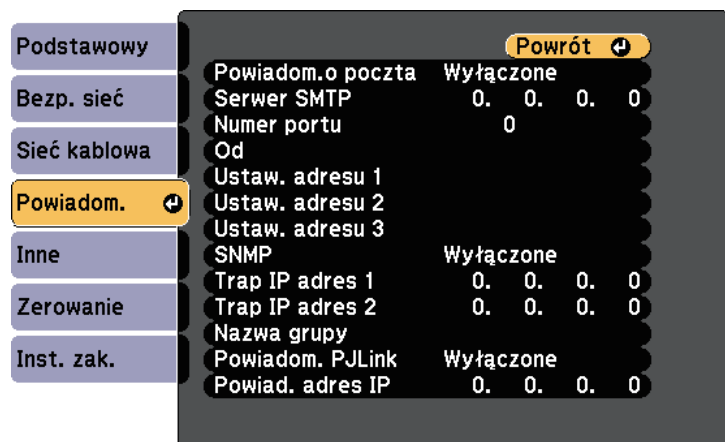 Podstawowy
Bezp. sieć
Sieć kablowa
Powiadom.
Inne
Zerowanie
Inst. zak.
Powrót
Powiadom.o poczta Wyłączone
Serwer SMTP 0. 0. 0. 0
Numer portu 0
Od
Ustaw. adresu 1
Ustaw. adresu 2
Ustaw. adresu 3
SNMP Wyłączone
Trap IP adres 1 0. 0. 0. 0
Trap IP adres 2 0. 0. 0. 0
Nazwa grupy
Powiadom. PJLink Wyłączone
Powiad. adres IP 0. 0. 0. 0